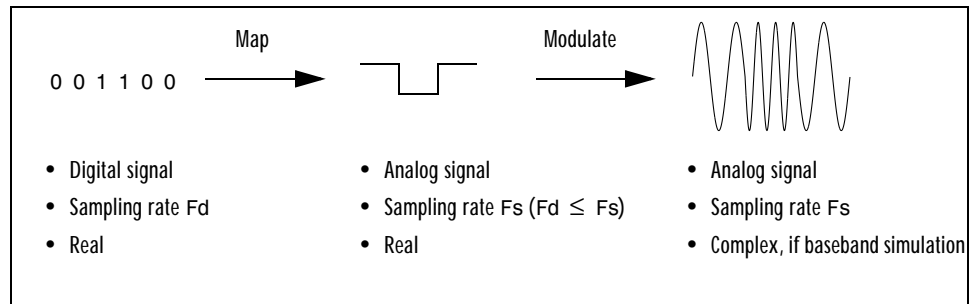 Map
Modulate
0 0 1 1 0 0
• Digital signal
• Sampling rate Fd
• Real
• Analog signal
• Sampling rate Fs (Fd ≤ Fs)
• Real
• Analog signal
• Sampling rate Fs
• Complex, if baseband simulation